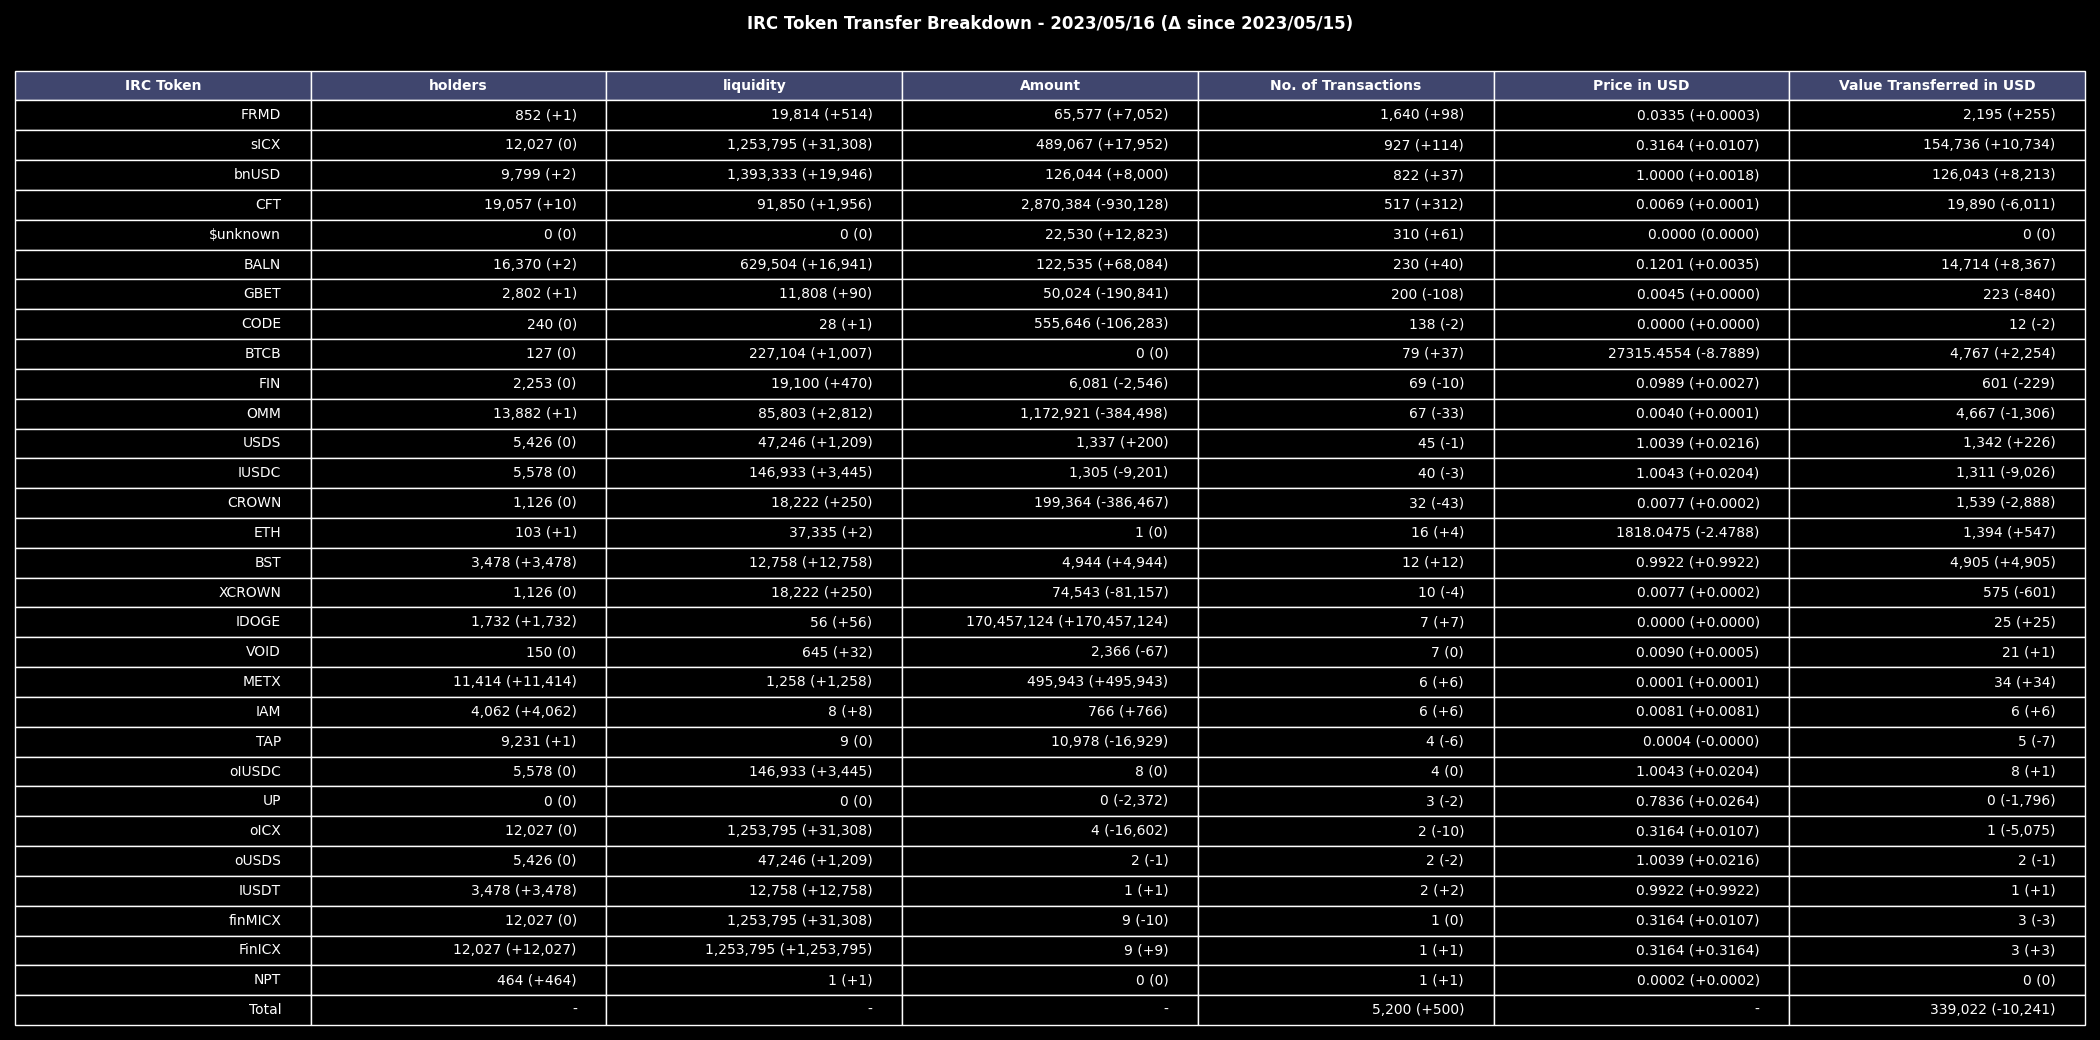 IRC Token Transfer Breakdown - 2023/05/16 (Δ since 2023/05/15)
IRC Token holders liquidity Amount No. of Transactions Price in USD Value Transferred in USD
FRMD 852 (+1) 19,814 (+514) 65,577 (+7,052) 1,640 (+98) 0.0335 (+0.0003) 2,195 (+255)
sICX 12,027 (0) 1,253,795 (+31,308) 489,067 (+17,952) 927 (+114) 0.3164 (+0.0107) 154,736 (+10,734)
bnUSD 9,799 (+2) 1,393,333 (+19,946) 126,044 (+8,000) 822 (+37) 1.0000 (+0.0018) 126,043 (+8,213)
CFT 19,057 (+10) 91,850 (+1,956) 2,870,384 (-930,128) 517 (+312) 0.0069 (+0.0001) 19,890 (-6,011)
$unknown 0 (0) 0 (0) 22,530 (+12,823) 310 (+61) 0.0000 (0.0000) 0 (0)
BALN 16,370 (+2) 629,504 (+16,941) 122,535 (+68,084) 230 (+40) 0.1201 (+0.0035) 14,714 (+8,367)
GBET 2,802 (+1) 11,808 (+90) 50,024 (-190,841) 200 (-108) 0.0045 (+0.0000) 223 (-840)
CODE 240 (0) 28 (+1) 555,646 (-106,283) 138 (-2) 0.0000 (+0.0000) 12 (-2)
BTCB 127 (0) 227,104 (+1,007) 0 (0) 79 (+37) 27315.4554 (-8.7889) 4,767 (+2,254)
FIN 2,253 (0) 19,100 (+470) 6,081 (-2,546) 69 (-10) 0.0989 (+0.0027) 601 (-229)
OMM 13,882 (+1) 85,803 (+2,812) 1,172,921 (-384,498) 67 (-33) 0.0040 (+0.0001) 4,667 (-1,306)
USDS 5,426 (0) 47,246 (+1,209) 1,337 (+200) 45 (-1) 1.0039 (+0.0216) 1,342 (+226)
IUSDC 5,578 (0) 146,933 (+3,445) 1,305 (-9,201) 40 (-3) 1.0043 (+0.0204) 1,311 (-9,026)
CROWN 1,126 (0) 18,222 (+250) 199,364 (-386,467) 32 (-43) 0.0077 (+0.0002) 1,539 (-2,888)
ETH 103 (+1) 37,335 (+2) 1 (0) 16 (+4) 1818.0475 (-2.4788) 1,394 (+547)
BST 3,478 (+3,478) 12,758 (+12,758) 4,944 (+4,944) 12 (+12) 0.9922 (+0.9922) 4,905 (+4,905)
XCROWN 1,126 (0) 18,222 (+250) 74,543 (-81,157) 10 (-4) 0.0077 (+0.0002) 575 (-601)
IDOGE 1,732 (+1,732) 56 (+56) 170,457,124 (+170,457,124) 7 (+7) 0.0000 (+0.0000) 25 (+25)
VOID 150 (0) 645 (+32) 2,366 (-67) 7 (0) 0.0090 (+0.0005) 21 (+1)
METX 11,414 (+11,414) 1,258 (+1,258) 495,943 (+495,943) 6 (+6) 0.0001 (+0.0001) 34 (+34)
IAM 4,062 (+4,062) 8 (+8) 766 (+766) 6 (+6) 0.0081 (+0.0081) 6 (+6)
TAP 9,231 (+1) 9 (0) 10,978 (-16,929) 4 (-6) 0.0004 (-0.0000) 5 (-7)
oIUSDC 5,578 (0) 146,933 (+3,445) 8 (0) 4 (0) 1.0043 (+0.0204) 8 (+1)
UP 0 (0) 0 (0) 0 (-2,372) 3 (-2) 0.7836 (+0.0264) 0 (-1,796)
oICX 12,027 (0) 1,253,795 (+31,308) 4 (-16,602) 2 (-10) 0.3164 (+0.0107) 1 (-5,075)
oUSDS 5,426 (0) 47,246 (+1,209) 2 (-1) 2 (-2) 1.0039 (+0.0216) 2 (-1)
IUSDT 3,478 (+3,478) 12,758 (+12,758) 1 (+1) 2 (+2) 0.9922 (+0.9922) 1 (+1)
finMICX 12,027 (0) 1,253,795 (+31,308) 9 (-10) 1 (0) 0.3164 (+0.0107) 3 (-3)
FinICX 12,027 (+12,027) 1,253,795 (+1,253,795) 9 (+9) 1 (+1) 0.3164 (+0.3164) 3 (+3)
NPT 464 (+464) 1 (+1) 0 (0) 1 (+1) 0.0002 (+0.0002) 0 (0)
Total - - - 5,200 (+500) - 339,022 (-10,241)